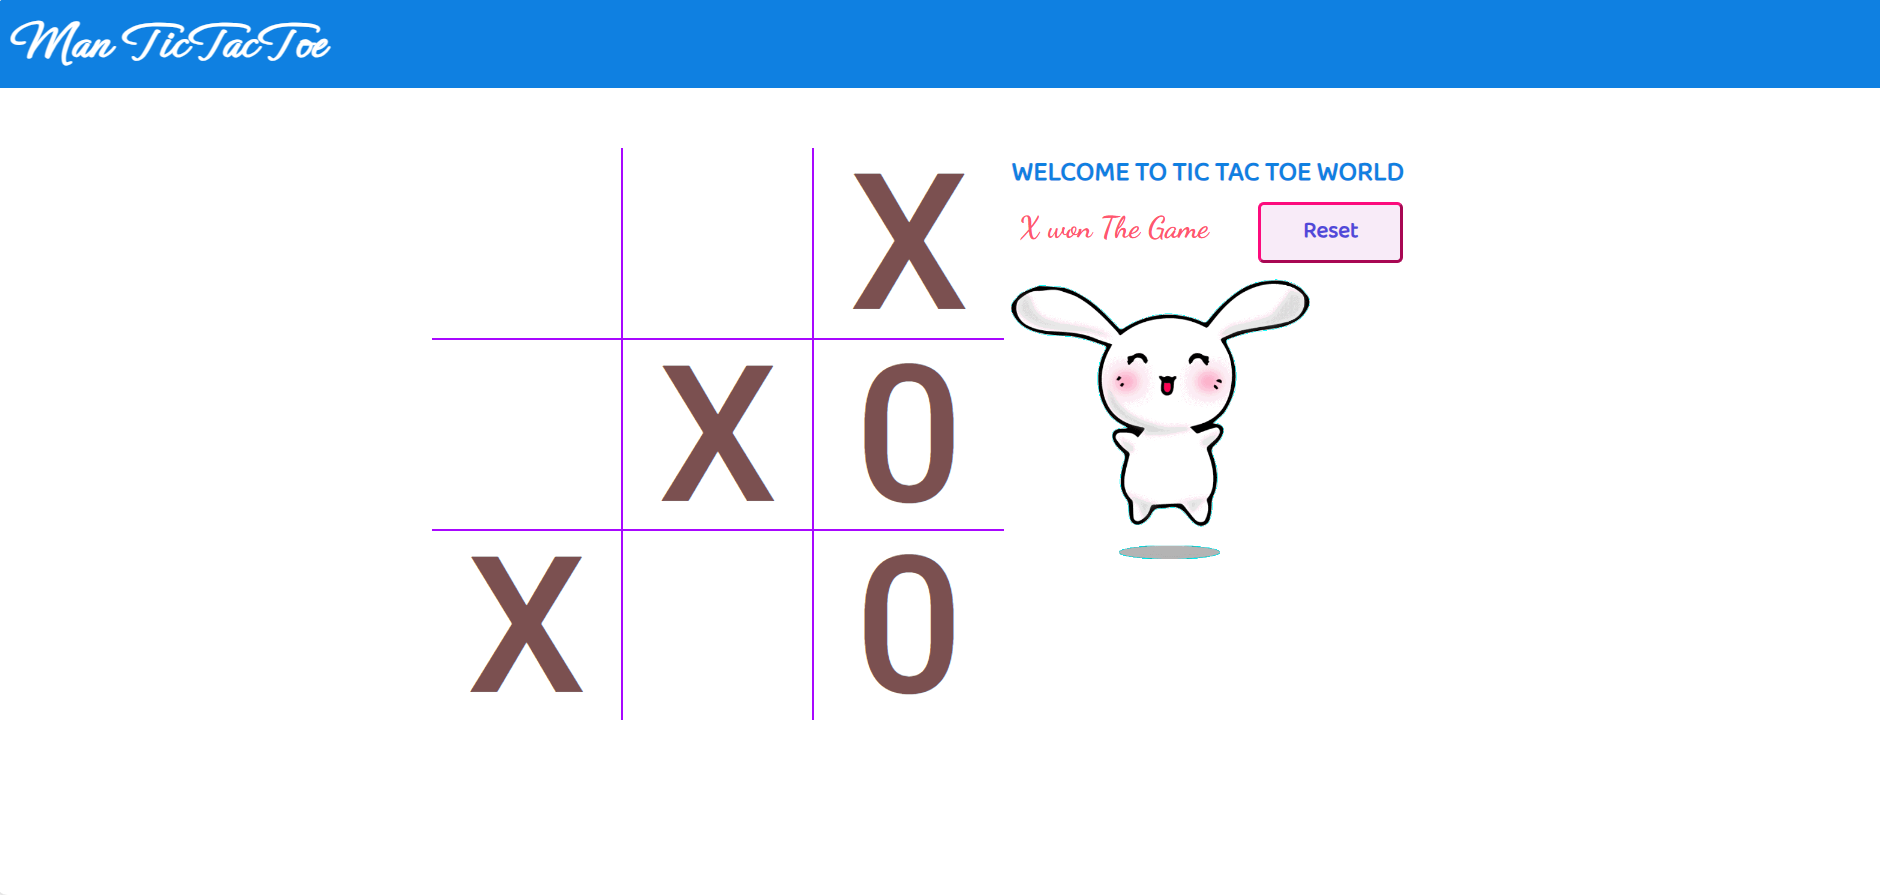 Man TicTacToe
WELCOME TO TIC TAC TOE WORLD
X won The Game
Reset
X
X 0
X 0